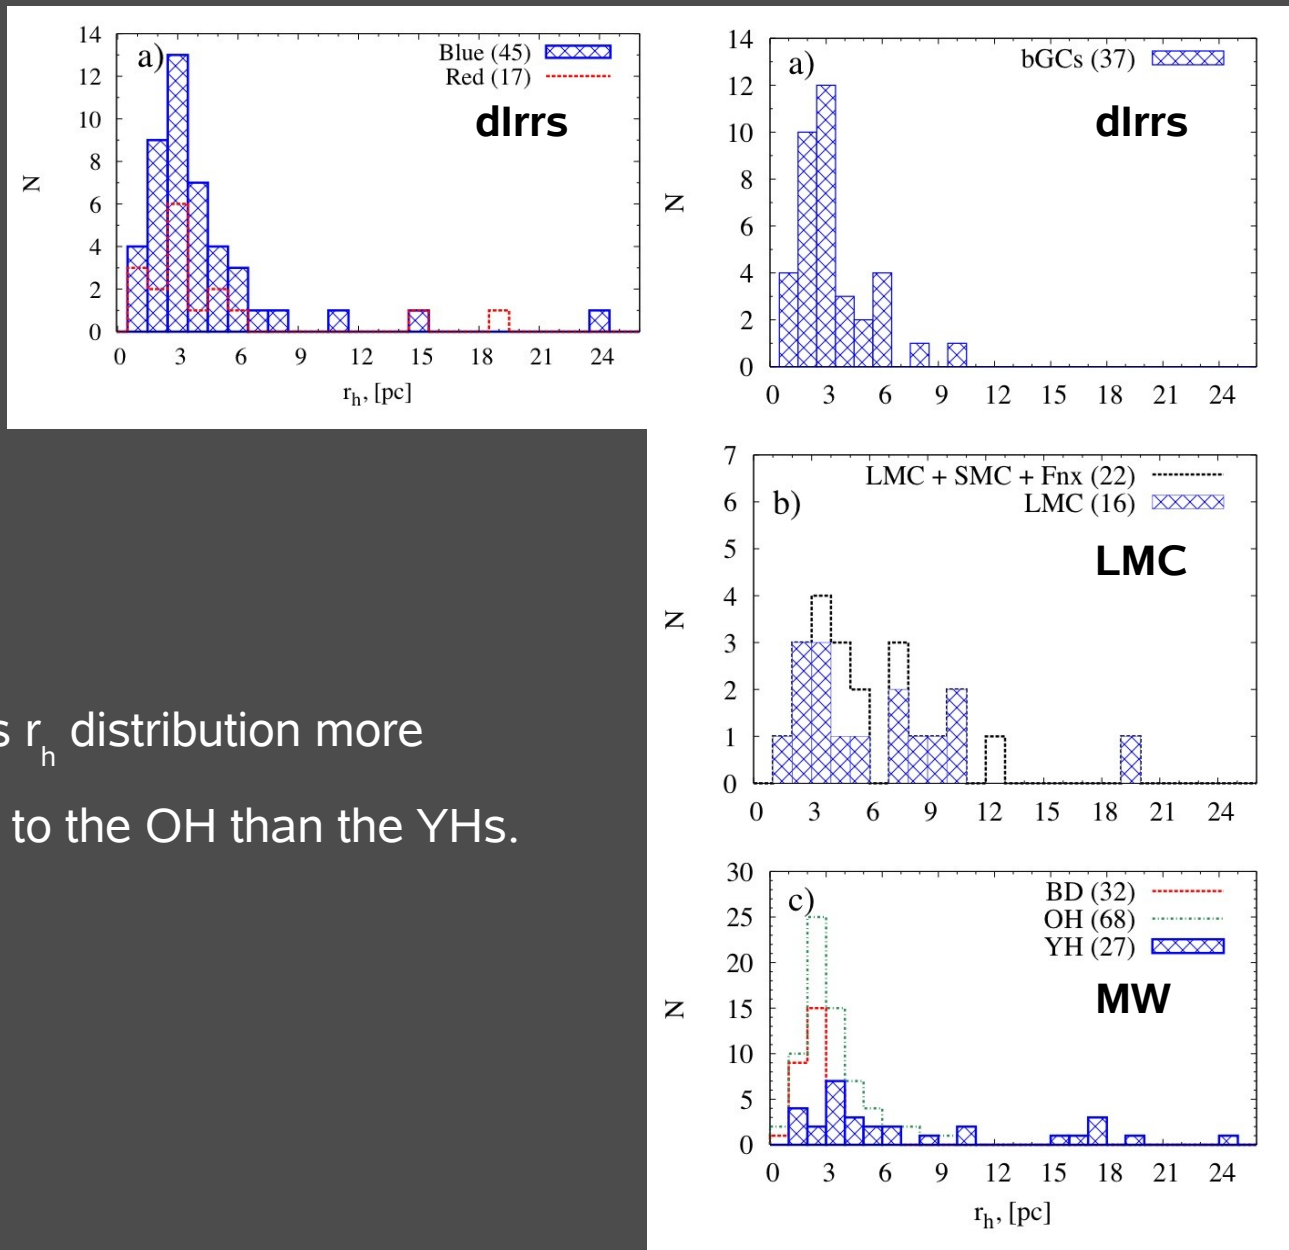 a)
Blue (45)
Red (17)
dIrrs
14
12
10
8
6
4
2
0
N
0 3 6 9 12 15 18 21 24
r_h, [pc]
a)
bGCs (37)
dIrrs
14
12
10
8
6
4
2
0
N
0 3 6 9 12 15 18 21 24
b)
LMC + SMC + Fnx (22)
LMC (16)
LMC
7
6
5
4
3
2
1
0
N
0 3 6 9 12 15 18 21 24
s r_h distribution more
to the OH than the YHs.
c)
BD (32)
OH (68)
YH (27)
MW
30
25
20
15
10
5
0
N
0 3 6 9 12 15 18 21 24
r_h, [pc]